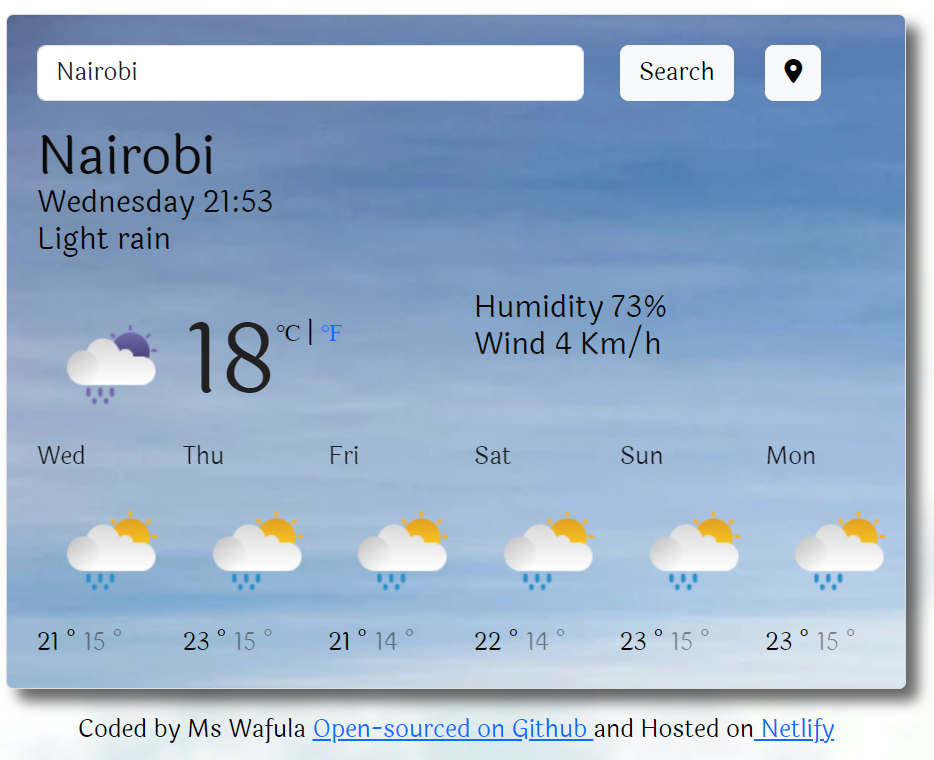 Nairobi
Search
Nairobi
Wednesday 21:53
Light rain
18 °C | °F
Humidity 73%
Wind 4 Km/h
Wed Thu Fri Sat Sun Mon
21 ° 15 ° 23 ° 15 ° 21 ° 14 ° 22 ° 14 ° 23 ° 15 ° 23 ° 15 °
Coded by Ms Wafula Open-sourced on Github and Hosted on Netlify